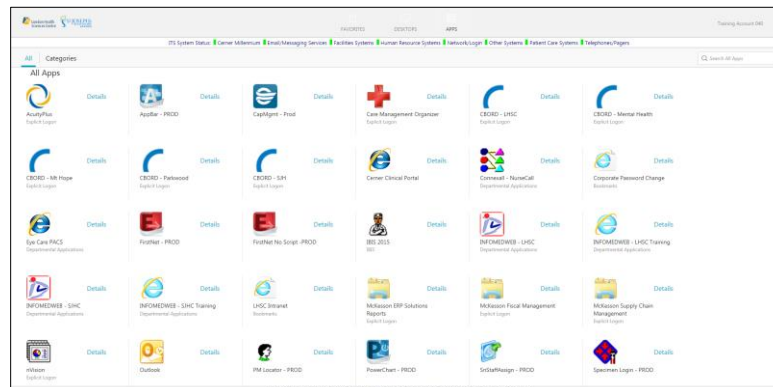 FAVORITES DESKTOPS APPS
ITS System Status: Cerner Millennium Email/Messaging Services Facilities Systems Human Resource Systems Network/Login Other Systems Patient Care Systems Telephones/Pagers
All Categories
Search All Apps
All Apps
Details Details Details Details Details Details
AcuityPlus AppBar - PROD CapMgmt - Prod Care Management Organizer CBORD - LHSC CBORD - Mental Health
Explicit Logon Explicit Logon Explicit Logon Explicit Logon
Details Details Details Details Details Details
CBORD - Mt Hope CBORD - Parkwood CBORD - SJH Cerner Clinical Portal Connexall - NurseCall Corporate Password Change
Explicit Logon Explicit Logon Explicit Logon Departmental Applications Bookmarks
Details Details Details Details Details Details
Eye Care PACS FirstNet - PROD FirstNet No Script -PROD IBIS 2015 INFOMEDWEB - LHSC INFOMEDWEB - LHSC Training
Departmental Applications IBIS Departmental Applications Departmental Applications
Details Details Details Details Details Details
INFOMEDWEB - SJHC INFOMEDWEB - SJHC Training LHSC Intranet McKesson ERP Solutions McKesson Fiscal Management McKesson Supply Chain
Reports Management
Departmental Applications Departmental Applications Bookmarks Explicit Logon Explicit Logon Explicit Logon
Details Details Details Details Details Details
nVision Outlook PM Locator - PROD PowerChart - PROD SnStaffAssign - PROD Specimen Login - PROD
Explicit Logon